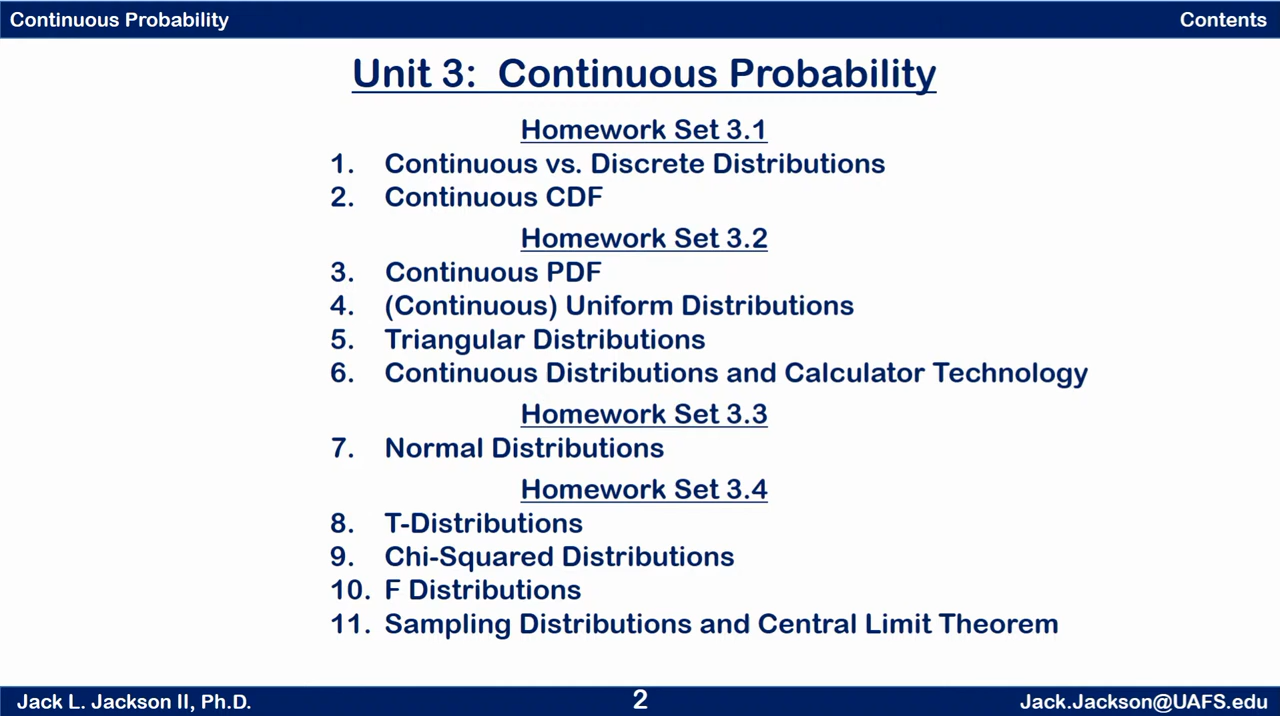 Continuous Probability
Contents
Unit 3: Continuous Probability
Homework Set 3.1
1. Continuous vs. Discrete Distributions
2. Continuous CDF
Homework Set 3.2
3. Continuous PDF
4. (Continuous) Uniform Distributions
5. Triangular Distributions
6. Continuous Distributions and Calculator Technology
Homework Set 3.3
7. Normal Distributions
Homework Set 3.4
8. T-Distributions
9. Chi-Squared Distributions
10. F Distributions
11. Sampling Distributions and Central Limit Theorem
Jack L. Jackson II, Ph.D.
2
Jack.Jackson@UAFS.edu